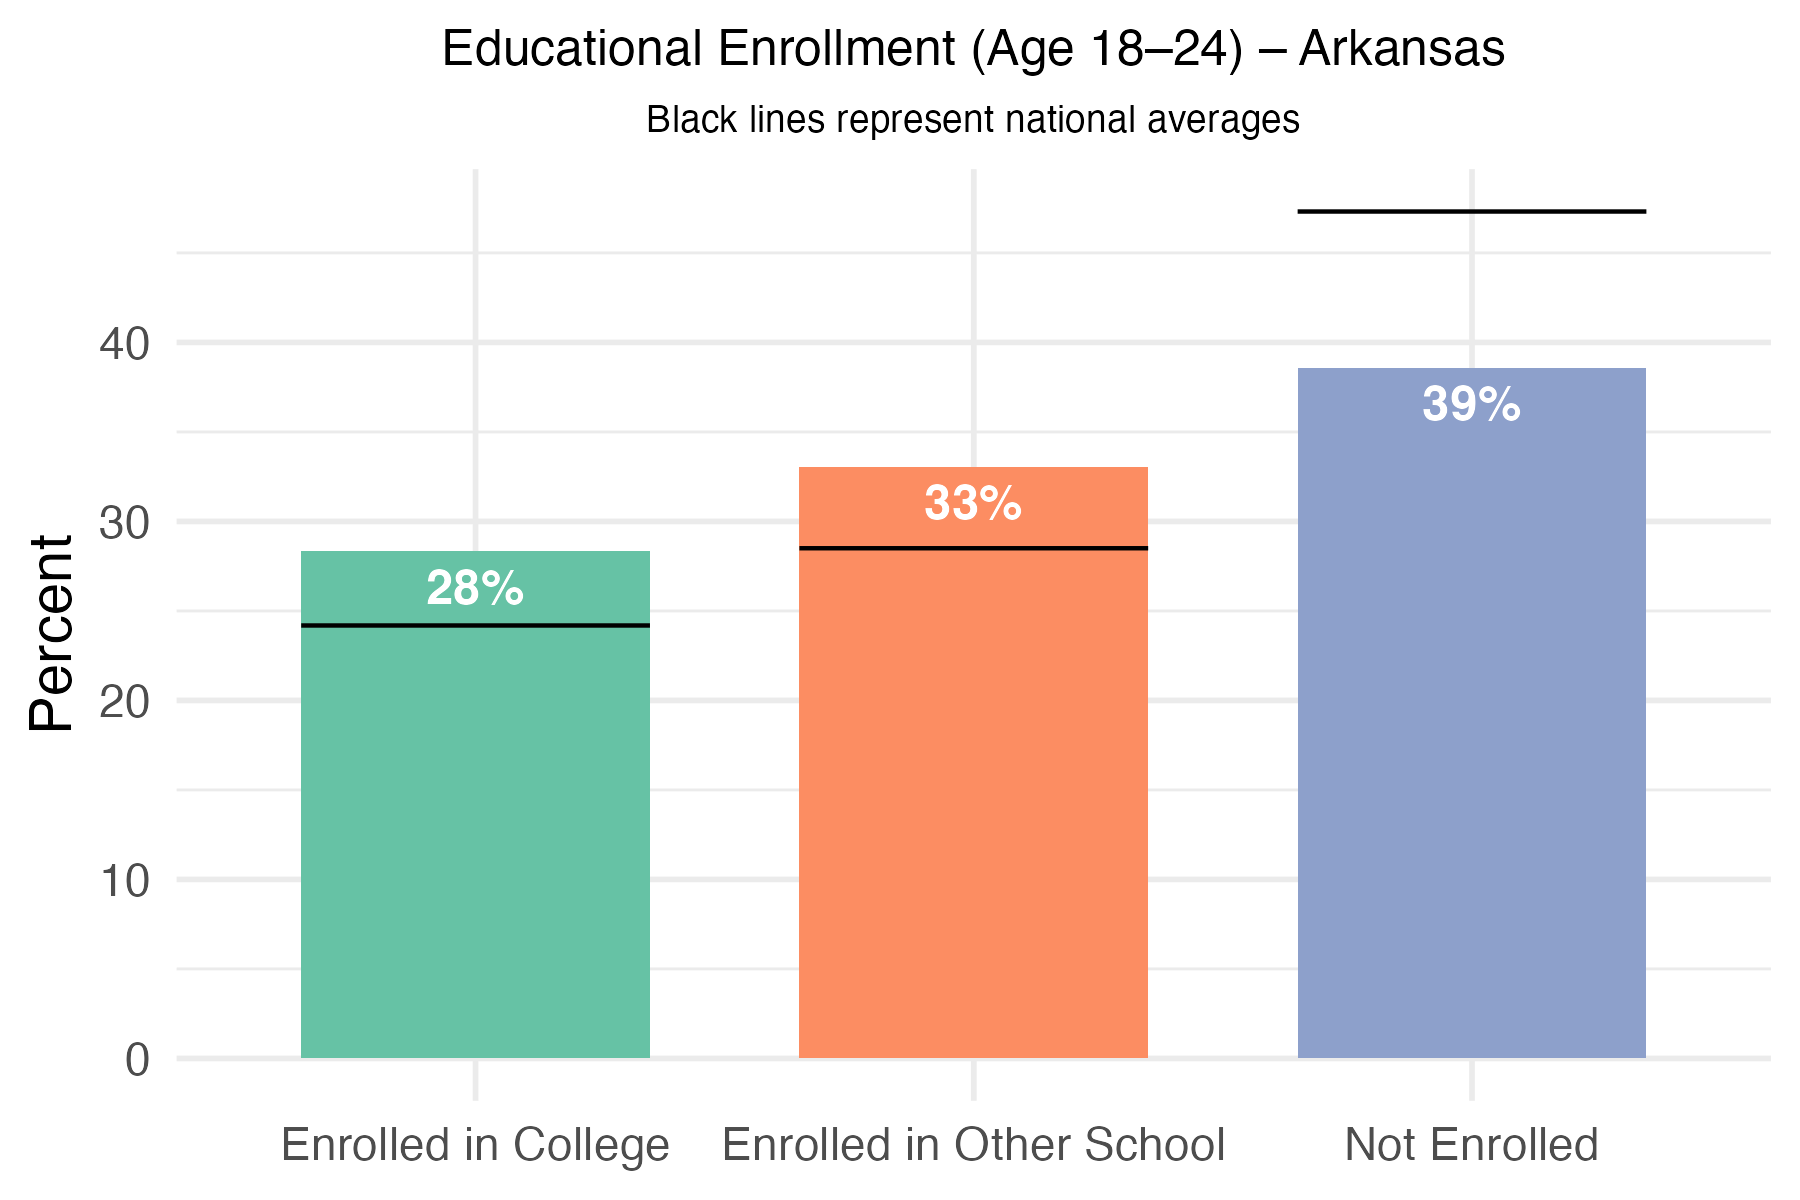 Educational Enrollment (Age 18–24) – Arkansas
Black lines represent national averages
Percent
40
30
20
10
0
28%
33%
39%
Enrolled in College
Enrolled in Other School
Not Enrolled